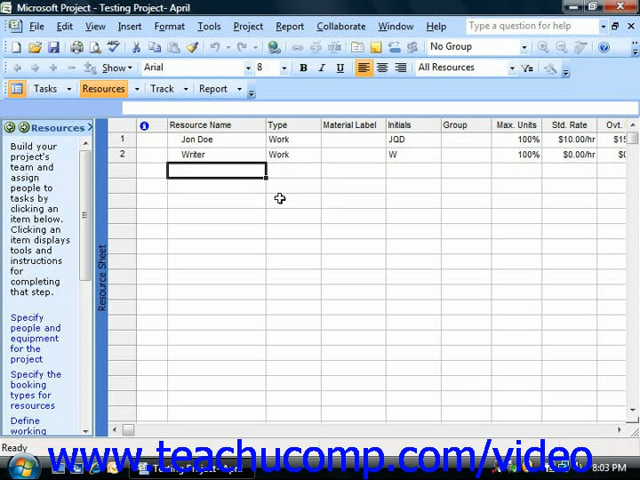 Microsoft Project - Testing Project- April
File Edit View Insert Format Tools Project Report Collaborate Window Help Type a question for help
No Group
Show Arial 8 B I U All Resources
Tasks Resources Track Report
Resources
Build your
project's
team and
assign
people to
tasks by
clicking an
item below.
Clicking an
item displays
tools and
instructions
for
completing
that step.
Specify
people and
equipment
for the
project
Specify the
booking
types for
resources
Define
working
Resource Sheet
Resource Name Type Material Label Initials Group Max. Units Std. Rate Ovt.
1 Jon Doe Work JQD 100% $10.00/hr $15
2 Writer Work W 100% $0.00/hr $0
Ready
www.teachucomp.com/video
Testing Project- April
8:03 PM